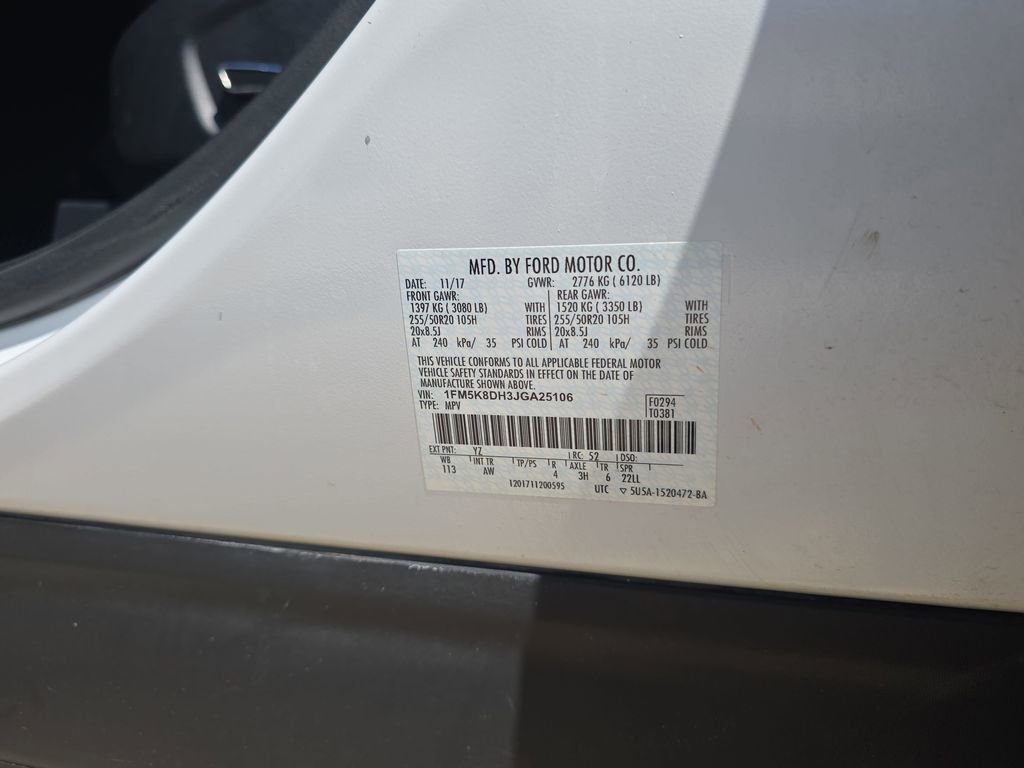 MFD. BY FORD MOTOR CO.
DATE: 11/17 GVWR: 2776 KG ( 6120 LB)
FRONT GAWR: REAR GAWR:
1397 KG ( 3080 LB) WITH 1520 KG ( 3350 LB) WITH
255/50R20 105H TIRES 255/50R20 105H TIRES
20x8.5J RIMS 20x8.5J RIMS
AT 240 kPa/ 35 PSI COLD AT 240 kPa/ 35 PSI COLD
THIS VEHICLE CONFORMS TO ALL APPLICABLE FEDERAL MOTOR
VEHICLE SAFETY STANDARDS IN EFFECT ON THE DATE OF
MANUFACTURE SHOWN ABOVE.
VIN: 1FM5K8DH3JGA25106 F0294
TYPE: MPV T0381
EXT PNT: YZ RC: 52 DSO:
WB INT TR TP/PS R AXLE TR SPR
113 AW 4 3H 6 22LL
1201711200595 UTC ▽ 5U5A-1520472-BA